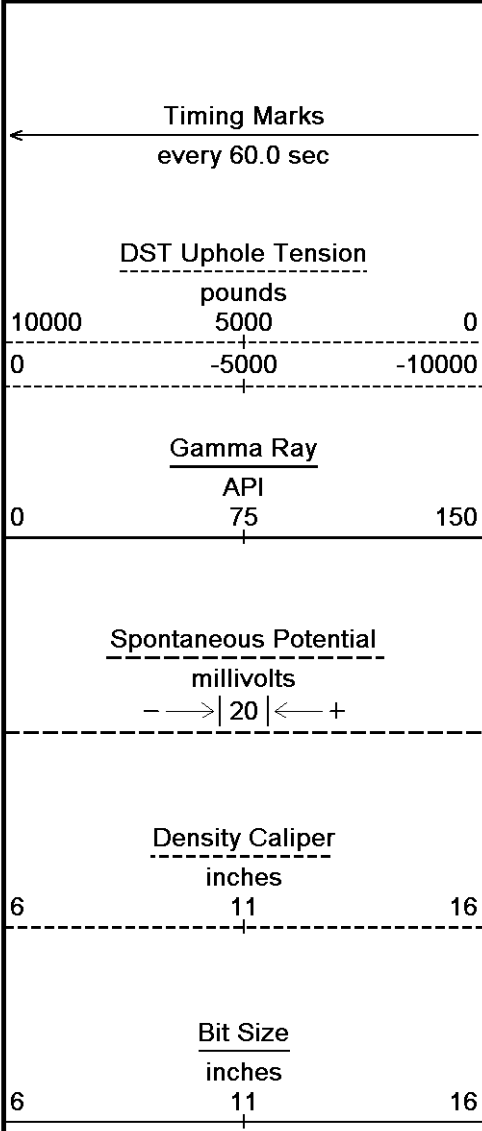 Timing Marks
every 60.0 sec
DST Uphole Tension
pounds
10000 5000 0
0 -5000 -10000
Gamma Ray
API
0 75 150
Spontaneous Potential
millivolts
− 20 +
Density Caliper
inches
6 11 16
Bit Size
inches
6 11 16